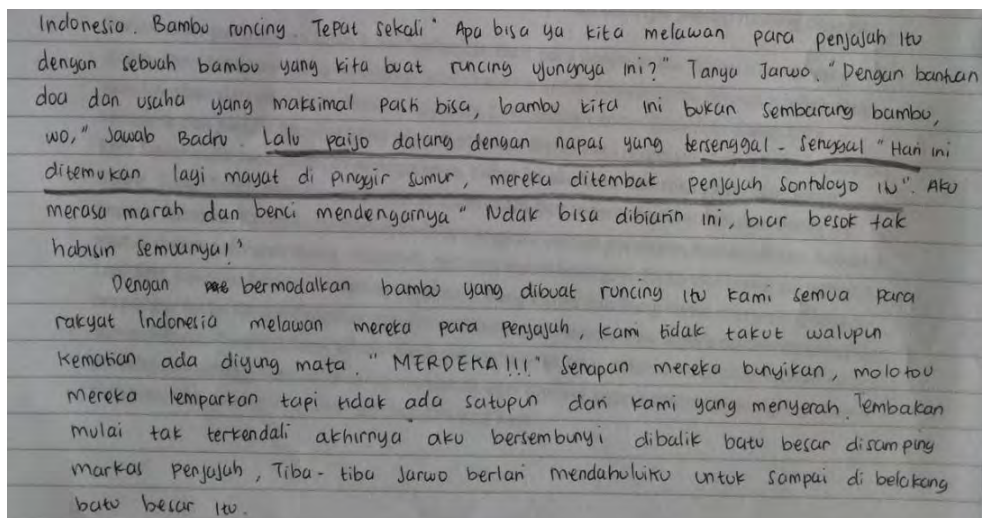 Indonesia. Bambu runcing. Tepat sekali " Apa bisa ya kita melawan para penjajah itu
dengan sebuah bambu yang kita buat runcing ujungnya ini?" Tanya Jarwo. "Dengan bantuan
doa dan usaha yang maksimal pasti bisa, bambu kita ini bukan sembarang bambu,
wo," Jawab Badru. Lalu paijo datang dengan napas yang tersenggal - senggal "Hari ini
ditemukan lagi mayat di pinggir sumur, mereka ditembak penjajah Sontoloyo itu". Aku
merasa marah dan benci mendengarnya " Ndak bisa dibiarin ini, biar besok tak
habisin semuanya!"
Dengan bermodalkan bambu yang dibuat runcing itu kami semua para
rakyat Indonesia melawan mereka para penjajah, kami tidak takut walupun
kematian ada diujung mata. "MERDEKA!!!" Senapan mereka bunyikan, molotov
mereka lemparkan tapi tidak ada satupun dari kami yang menyerah. Tembakan
mulai tak terkendali akhirnya aku bersembunyi dibalik batu besar disamping
markas penjajah, Tiba-tiba Jarwo berlari mendahuluiku untuk sampai di belakang
batu besar itu.